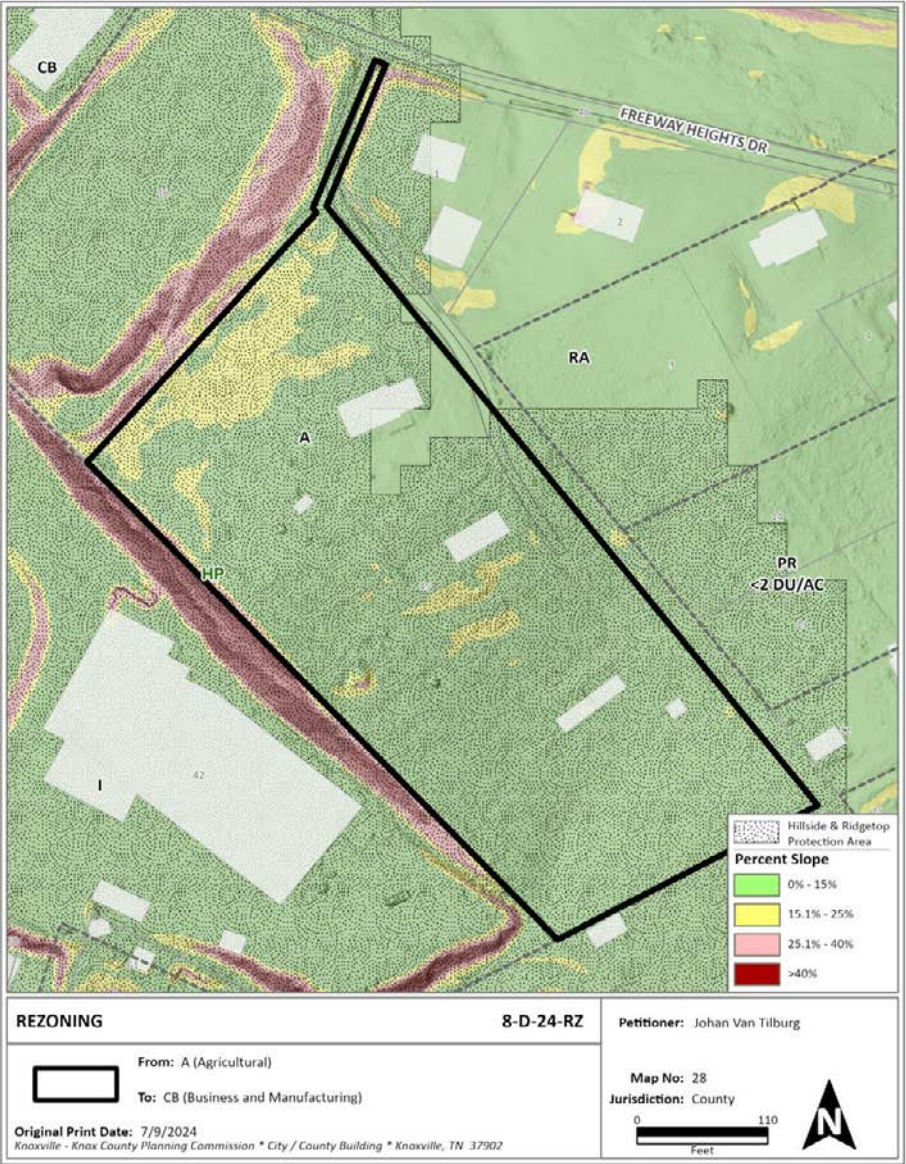 CB
FREEWAY HEIGHTS DR
1
2
RA
9
A
HP
PR
<2 DU/AC
I
42
Hillside & Ridgetop
Protection Area
Percent Slope
0% - 15%
15.1% - 25%
25.1% - 40%
>40%
REZONING
8-D-24-RZ
From: A (Agricultural)
To: CB (Business and Manufacturing)
Original Print Date: 7/9/2024
Knoxville - Knox County Planning Commission * City / County Building * Knoxville, TN 37902
Petitioner: Johan Van Tilburg
Map No: 28
Jurisdiction: County
0 110
Feet
N